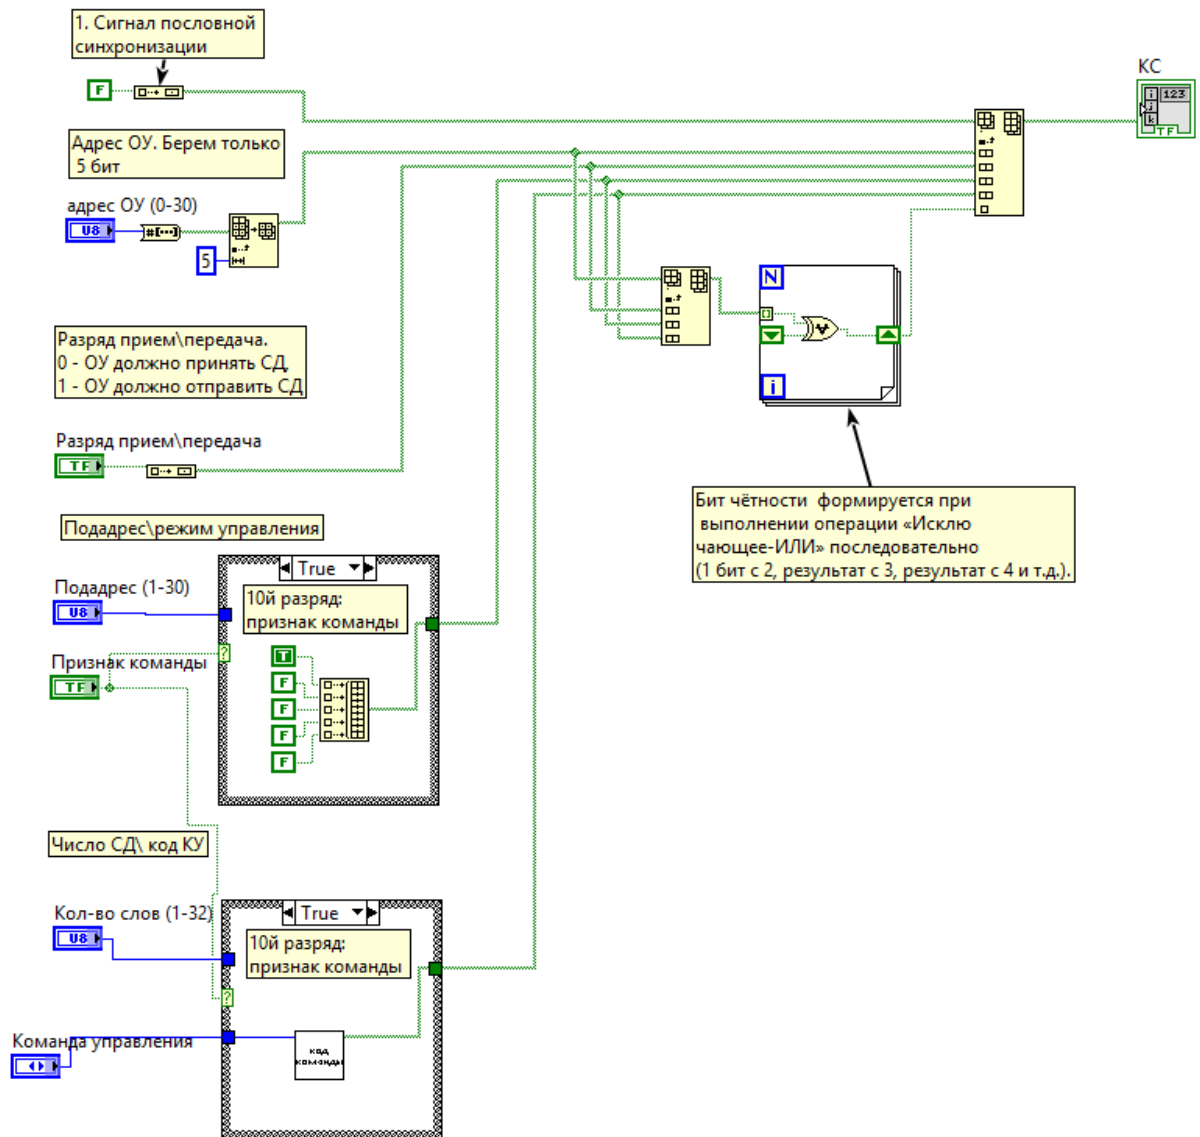 1. Сигнал пословной
синхронизации
F
КС
i
123
j
k
TF
Адрес ОУ. Берем только
5 бит
адрес ОУ (0-30)
U8
#[...]
5
N
i
Разряд прием\передача.
0 - ОУ должно принять СД,
1 - ОУ должно отправить СД
Разряд прием\передача
TF
Бит чётности формируется при
выполнении операции «Исклю
чающее-ИЛИ» последовательно
(1 бит с 2, результат с 3, результат с 4 и т.д.).
Подадрес\режим управления
True
Подадрес (1-30)
U8
10й разряд:
признак команды
?
Признак команды
TF
T
F
F
F
F
Число СД\ код КУ
True
Кол-во слов (1-32)
U8
10й разряд:
признак команды
?
Команда управления
код
команды